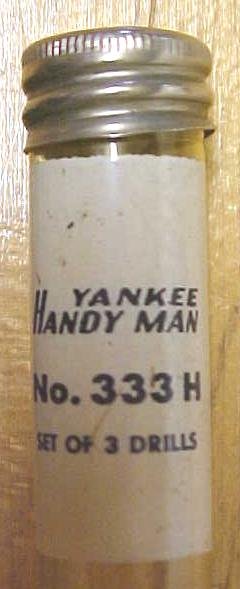 YANKEE
HANDY MAN
No. 333 H
SET OF 3 DRILLS